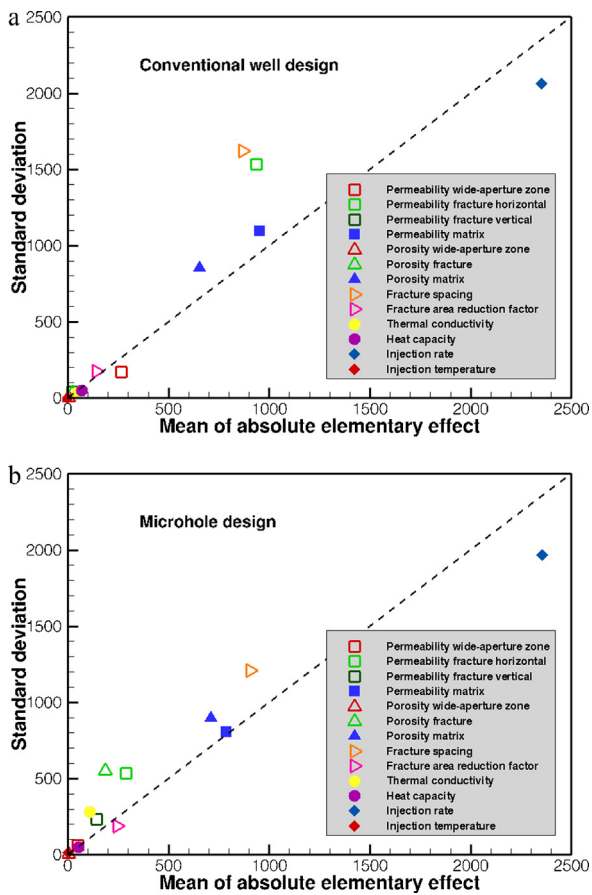 a
2500
Conventional well design
2000
Standard deviation
1500
Permeability wide-aperture zone
Permeability fracture horizontal
Permeability fracture vertical
1000
Permeability matrix
Porosity wide-aperture zone
Porosity fracture
Porosity matrix
Fracture spacing
500
Fracture area reduction factor
Thermal conductivity
Heat capacity
Injection rate
Injection temperature
0
0 500 1000 1500 2000 2500
Mean of absolute elementary effect
b
2500
Microhole design
2000
Standard deviation
1500
Permeability wide-aperture zone
Permeability fracture horizontal
Permeability fracture vertical
1000
Permeability matrix
Porosity wide-aperture zone
Porosity fracture
Porosity matrix
Fracture spacing
500
Fracture area reduction factor
Thermal conductivity
Heat capacity
Injection rate
Injection temperature
0
0 500 1000 1500 2000 2500
Mean of absolute elementary effect